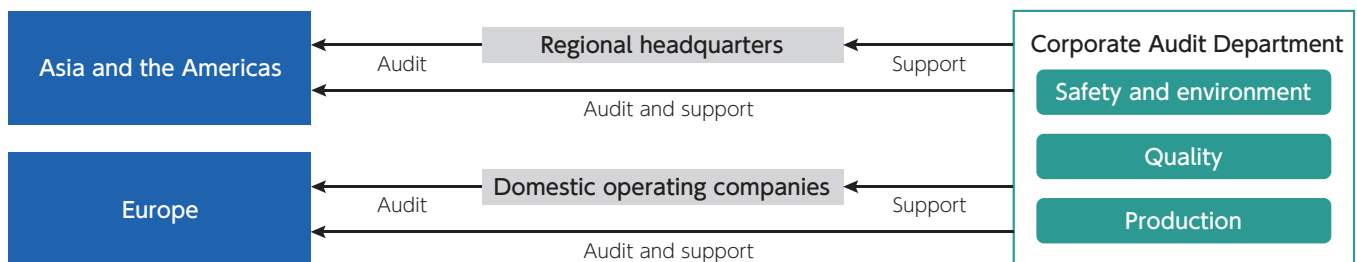 Asia and the Americas
Audit
Regional headquarters
Support
Audit and support
Europe
Audit
Domestic operating companies
Support
Audit and support
Corporate Audit Department
Safety and environment
Quality
Production